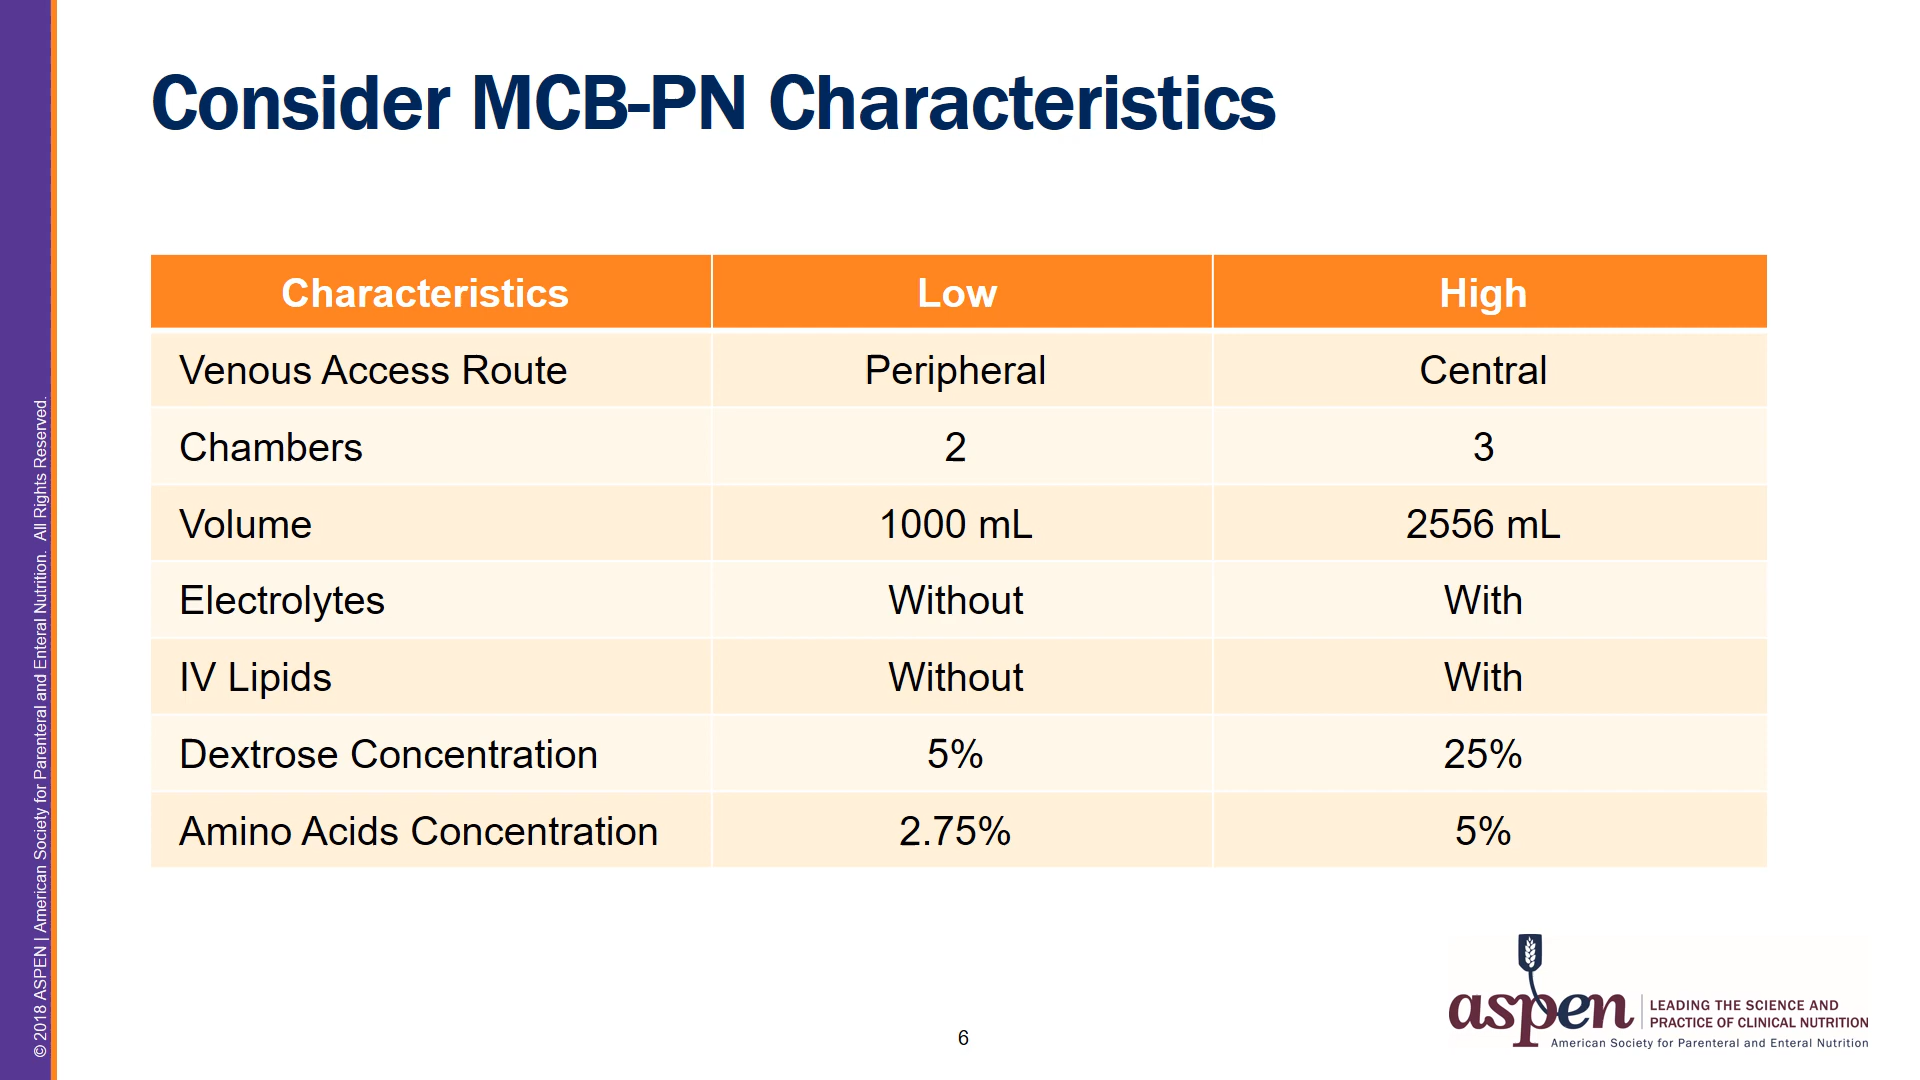 Consider MCB-PN Characteristics
Characteristics Low High
Venous Access Route Peripheral Central
Chambers 2 3
Volume 1000 mL 2556 mL
Electrolytes Without With
IV Lipids Without With
Dextrose Concentration 5% 25%
Amino Acids Concentration 2.75% 5%
© 2018 ASPEN | American Society for Parenteral and Enteral Nutrition. All Rights Reserved.
6
aspen
LEADING THE SCIENCE AND
PRACTICE OF CLINICAL NUTRITION
American Society for Parenteral and Enteral Nutrition